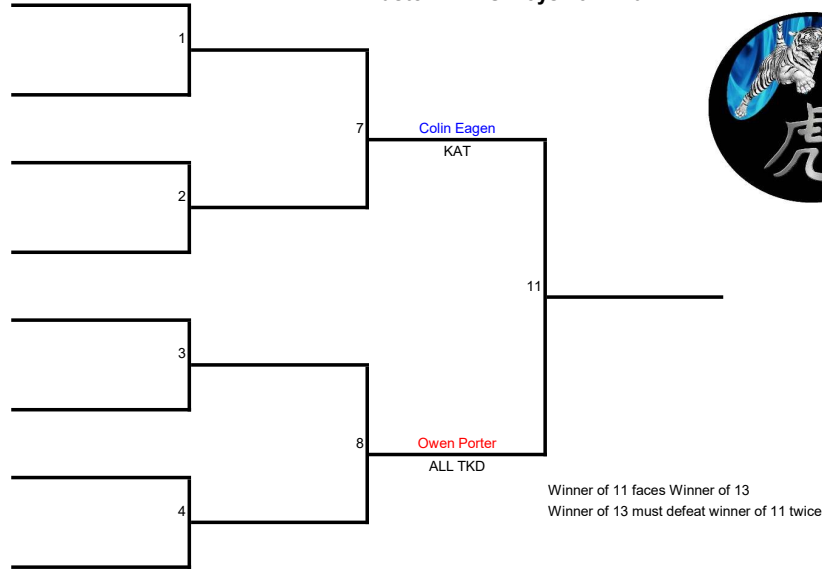 1
7
Colin Eagen
KAT
2
11
3
8
Owen Porter
ALL TKD
Winner of 11 faces Winner of 13
4
Winner of 13 must defeat winner of 11 twice
虎